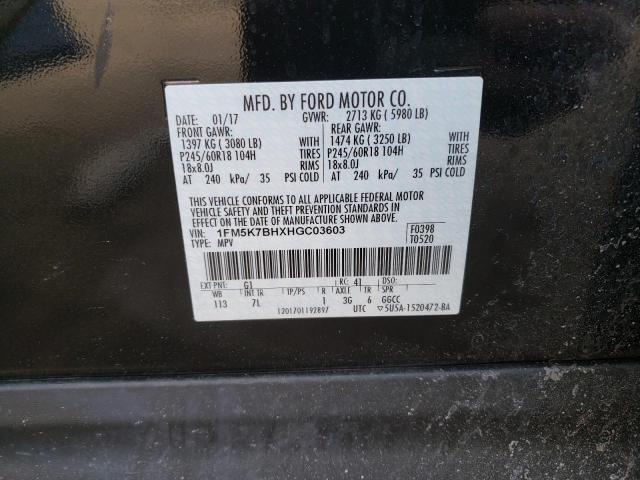 MFD. BY FORD MOTOR CO.
01/17 GVWR: 2713 KG ( 5980 LB)
FRONT GAWR: REAR GAWR:
1397 KG ( 3080 LB) WITH 1474 KG ( 3250 LB) WITH
P245/60R18 104H TIRES P245/60R18 104H TIRES
18x8.0J RIMS 18x8.0J RIMS
AT 240 kPa/ 35 PSI COLD AT 240 kPa/ 35 PSI COLD
THIS VEHICLE CONFORMS TO ALL APPLICABLE FEDERAL MOTOR
VEHICLE SAFETY AND THEFT PREVENTION STANDARDS IN
EFFECT ON THE DATE OF MANUFACTURE SHOWN ABOVE.
VIN: 1FM5K7BHXHGC03603 F0398
TYPE: MPV T0520
EXT PNT: G1 RC: 41 DSO:
WB INT TR TP/PS R AXLE TR SPR
113 7L 1 3G 6 GGCC
120170119289? UTC ▽5U5A-1520472-BA